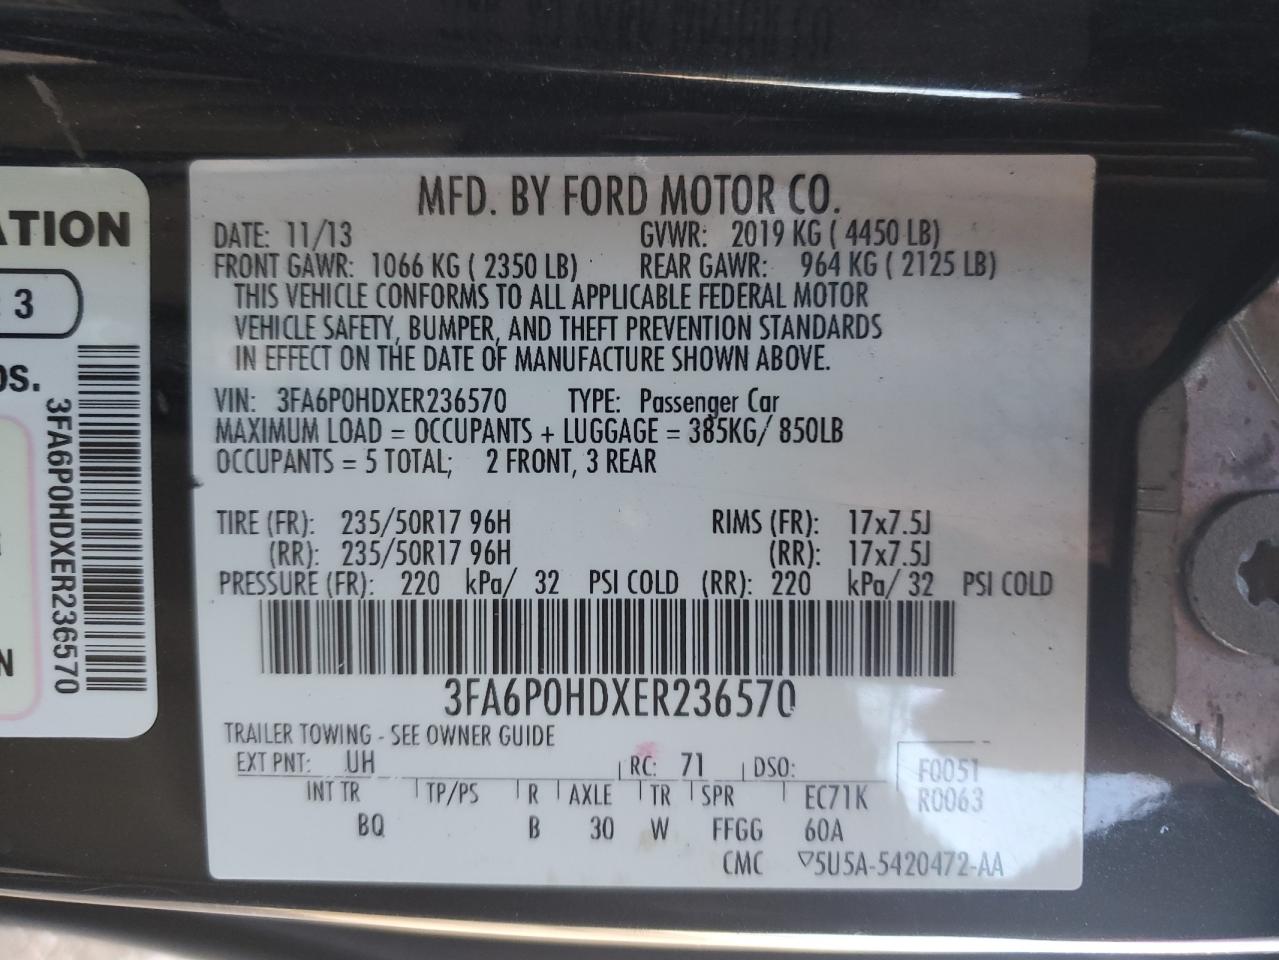 ATION
3
OS.
3FA6P0HDXER236570
N
MFD. BY FORD MOTOR CO.
DATE: 11/13 GVWR: 2019 KG ( 4450 LB)
FRONT GAWR: 1066 KG ( 2350 LB) REAR GAWR: 964 KG ( 2125 LB)
THIS VEHICLE CONFORMS TO ALL APPLICABLE FEDERAL MOTOR
VEHICLE SAFETY, BUMPER, AND THEFT PREVENTION STANDARDS
IN EFFECT ON THE DATE OF MANUFACTURE SHOWN ABOVE.
VIN: 3FA6P0HDXER236570 TYPE: Passenger Car
MAXIMUM LOAD = OCCUPANTS + LUGGAGE = 385KG/ 850LB
OCCUPANTS = 5 TOTAL; 2 FRONT, 3 REAR
TIRE (FR): 235/50R17 96H RIMS (FR): 17x7.5J
(RR): 235/50R17 96H (RR): 17x7.5J
PRESSURE (FR): 220 kPa/ 32 PSI COLD (RR): 220 kPa/ 32 PSI COLD
3FA6P0HDXER236570
TRAILER TOWING - SEE OWNER GUIDE
EXT PNT: UH RC: 71 DSO: F0051
INT TR TP/PS R AXLE TR SPR EC71K R0063
BQ B 30 W FFGG 60A
CMC ▽5U5A-5420472-AA